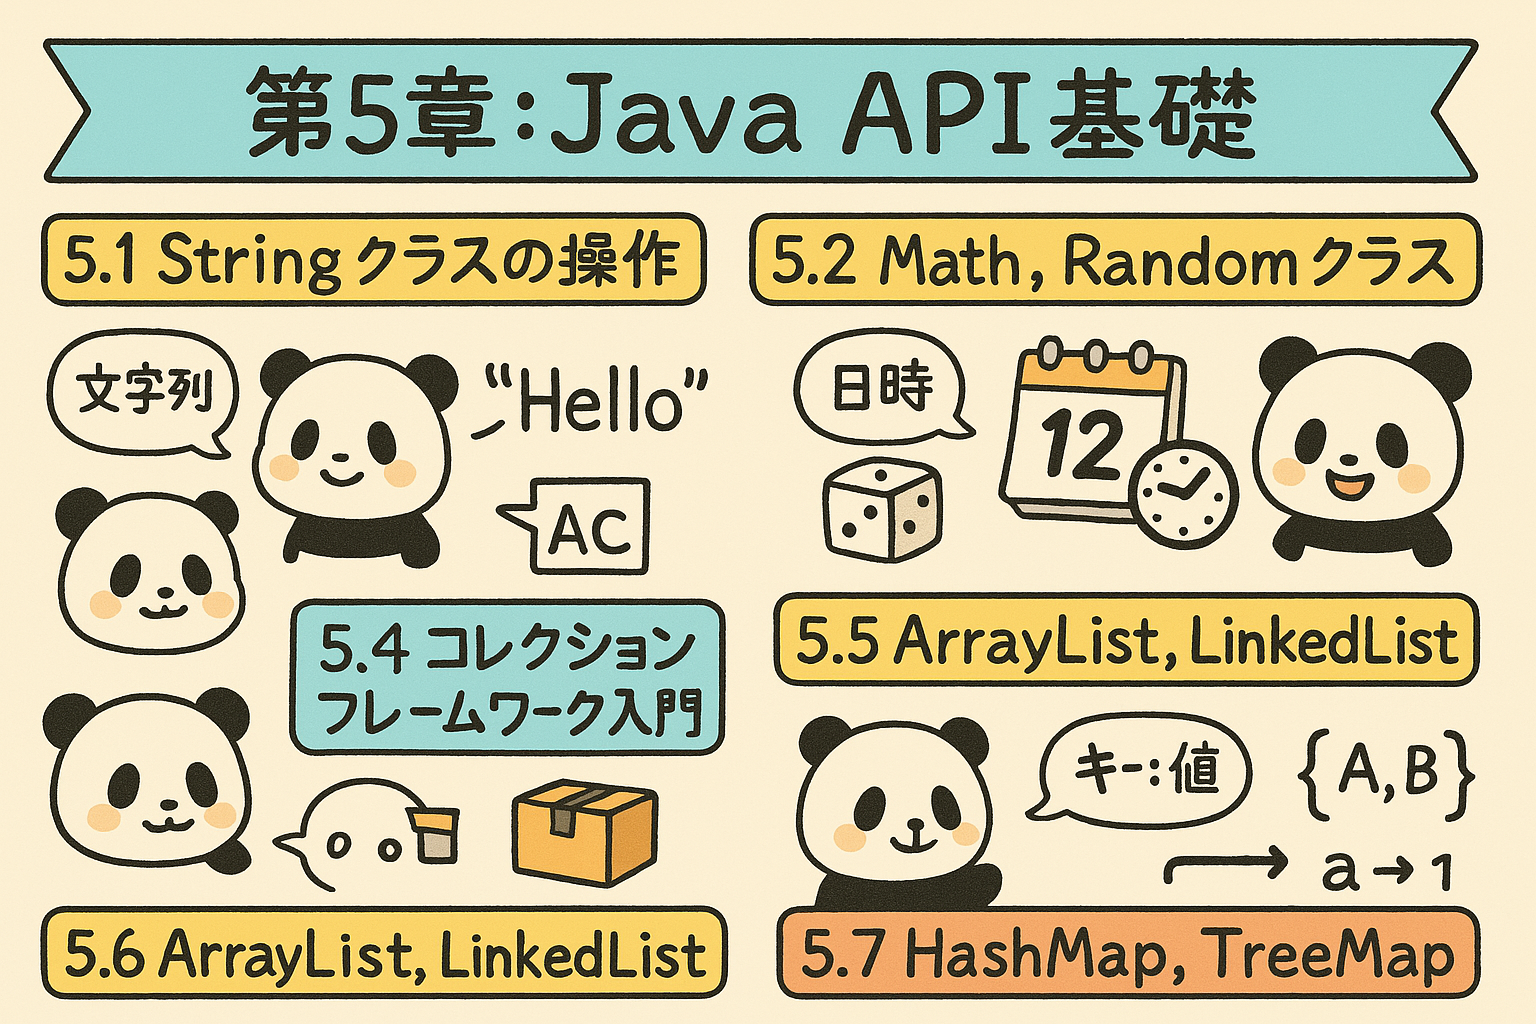 第5章:Java API基礎
5.1 Stringクラスの操作
5.2 Math, Randomクラス
文字列
"Hello"
AC
日時
12
5.4 コレクション
フレームワーク入門
5.5 ArrayList, LinkedList
キー:値
{A,B}
a→1
5.6 ArrayList, LinkedList
5.7 HashMap, TreeMap